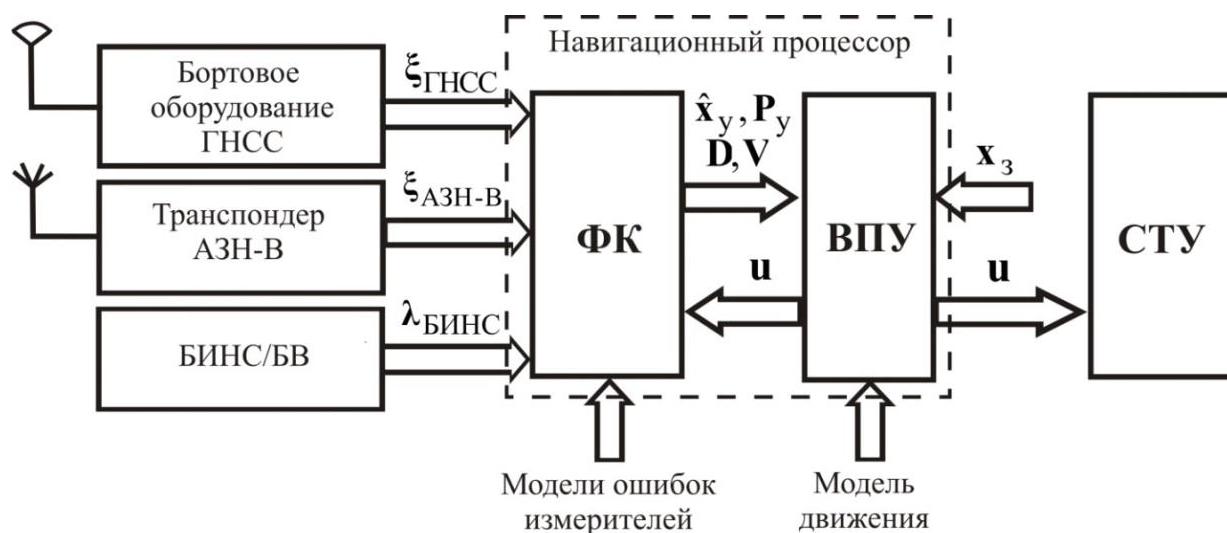 Навигационный процессор
Бортовое
оборудование
ГНСС
ξГНСС
Транспондер
АЗН-В
ξАЗН-В
БИНС/БВ
λБИНС
ФК
x̂у, Pу
D, V
u
ВПУ
xз
u
СТУ
Модели ошибок
измерителей
Модель
движения